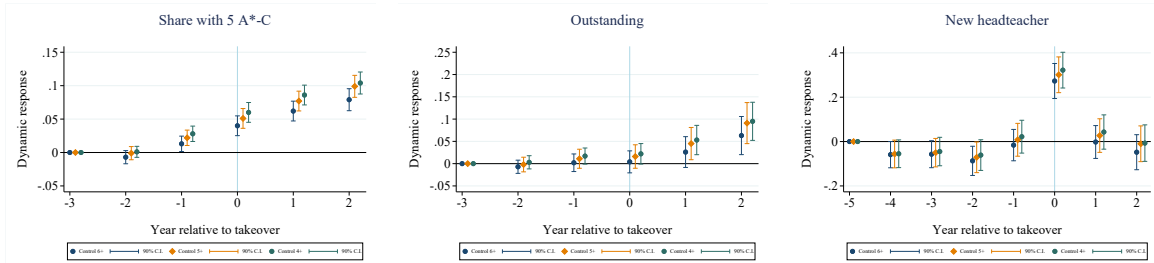 Share with 5 A*-C
Dynamic response
.15
.1
.05
0
-.05
-3 -2 -1 0 1 2
Year relative to takeover
Control 6+ 90% C.I. Control 5+ 90% C.I. Control 4+ 90% C.I.
Outstanding
Dynamic response
.25
.2
.15
.1
.05
0
-.05
-3 -2 -1 0 1 2
Year relative to takeover
Control 6+ 90% C.I. Control 5+ 90% C.I. Control 4+ 90% C.I.
New headteacher
Dynamic response
.4
.2
0
-.2
-5 -4 -3 -2 -1 0 1 2
Year relative to takeover
Control 6+ 90% C.I. Control 5+ 90% C.I. Control 4+ 90% C.I.